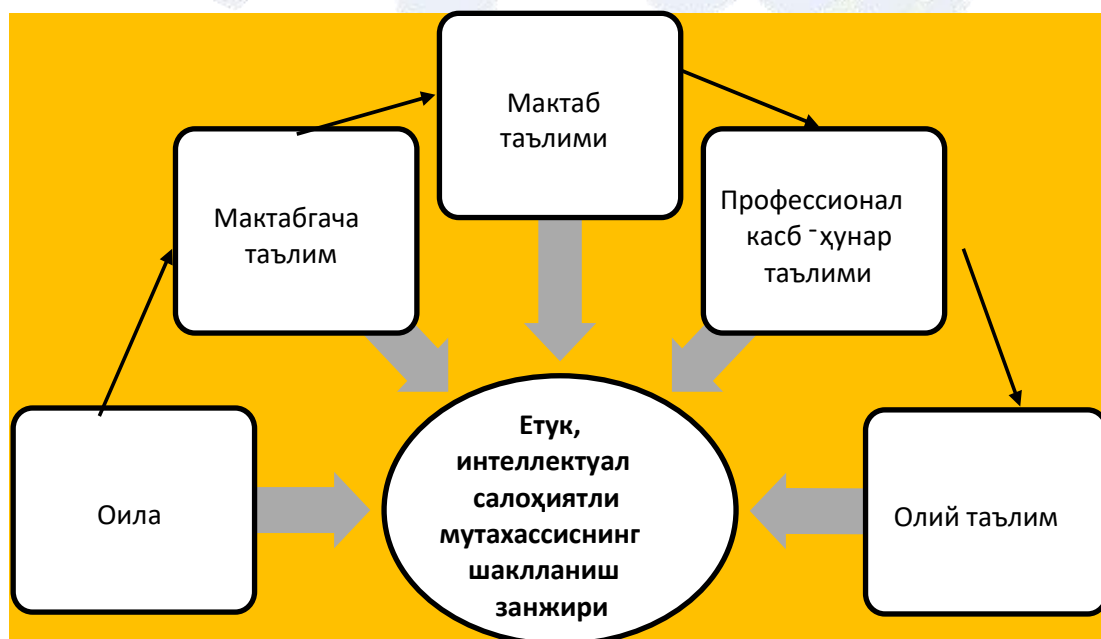 Мактаб
таълими
Мактабгача
таълим
Профессионал
касб -ҳунар
таълими
Оила
Етук,
интеллектуал
салоҳиятли
мутахассиснинг
шаклланиш
занжири
Олий таълим